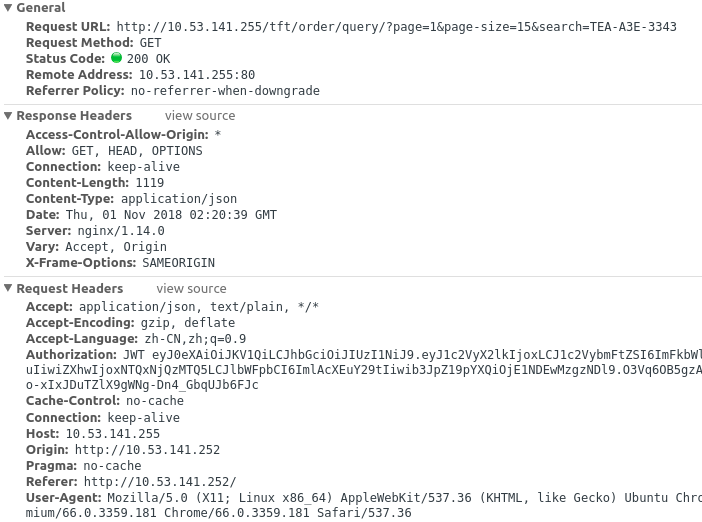 General
Request URL: http://10.53.141.255/tft/order/query/?page=1&page-size=15&search=TEA-A3E-3343
Request Method: GET
Status Code: 200 OK
Remote Address: 10.53.141.255:80
Referrer Policy: no-referrer-when-downgrade
Response Headers view source
Access-Control-Allow-Origin: *
Allow: GET, HEAD, OPTIONS
Connection: keep-alive
Content-Length: 1119
Content-Type: application/json
Date: Thu, 01 Nov 2018 02:20:39 GMT
Server: nginx/1.14.0
Vary: Accept, Origin
X-Frame-Options: SAMEORIGIN
Request Headers view source
Accept: application/json, text/plain, */*
Accept-Encoding: gzip, deflate
Accept-Language: zh-CN,zh;q=0.9
Authorization: JWT eyJ0eXAiOiJKV1QiLCJhbGciOiJIUzI1NiJ9.eyJ1c2VyX2lkIjoxLCJ1c2VybmFtZSI6ImFkbWl
uIiwiZXhwIjoxNTQxNjQzMTQ5LCJlbWFpbCI6ImlAcXEuY29tIiwib3JpZ19pYXQiOjE1NDEwMzgzNDl9.O3Vq6OB5gzA
o-xIxJDuTZlX9gWNg-Dn4_GbqUJb6FJc
Cache-Control: no-cache
Connection: keep-alive
Host: 10.53.141.255
Origin: http://10.53.141.252
Pragma: no-cache
Referer: http://10.53.141.252/
User-Agent: Mozilla/5.0 (X11; Linux x86_64) AppleWebKit/537.36 (KHTML, like Gecko) Ubuntu Chro
mium/66.0.3359.181 Chrome/66.0.3359.181 Safari/537.36